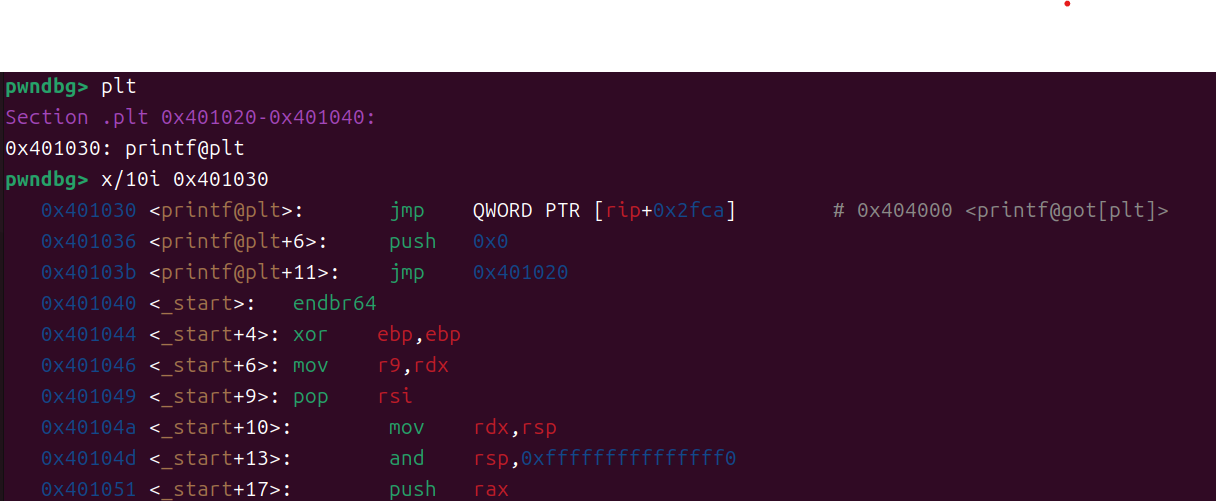 pwndbg> plt
Section .plt 0x401020-0x401040:
0x401030: printf@plt
pwndbg> x/10i 0x401030
0x401030 <printf@plt>: jmp QWORD PTR [rip+0x2fca] # 0x404000 <printf@got[plt]>
0x401036 <printf@plt+6>: push 0x0
0x40103b <printf@plt+11>: jmp 0x401020
0x401040 <_start>: endbr64
0x401044 <_start+4>: xor ebp,ebp
0x401046 <_start+6>: mov r9,rdx
0x401049 <_start+9>: pop rsi
0x40104a <_start+10>: mov rdx,rsp
0x40104d <_start+13>: and rsp,0xfffffffffffffff0
0x401051 <_start+17>: push rax